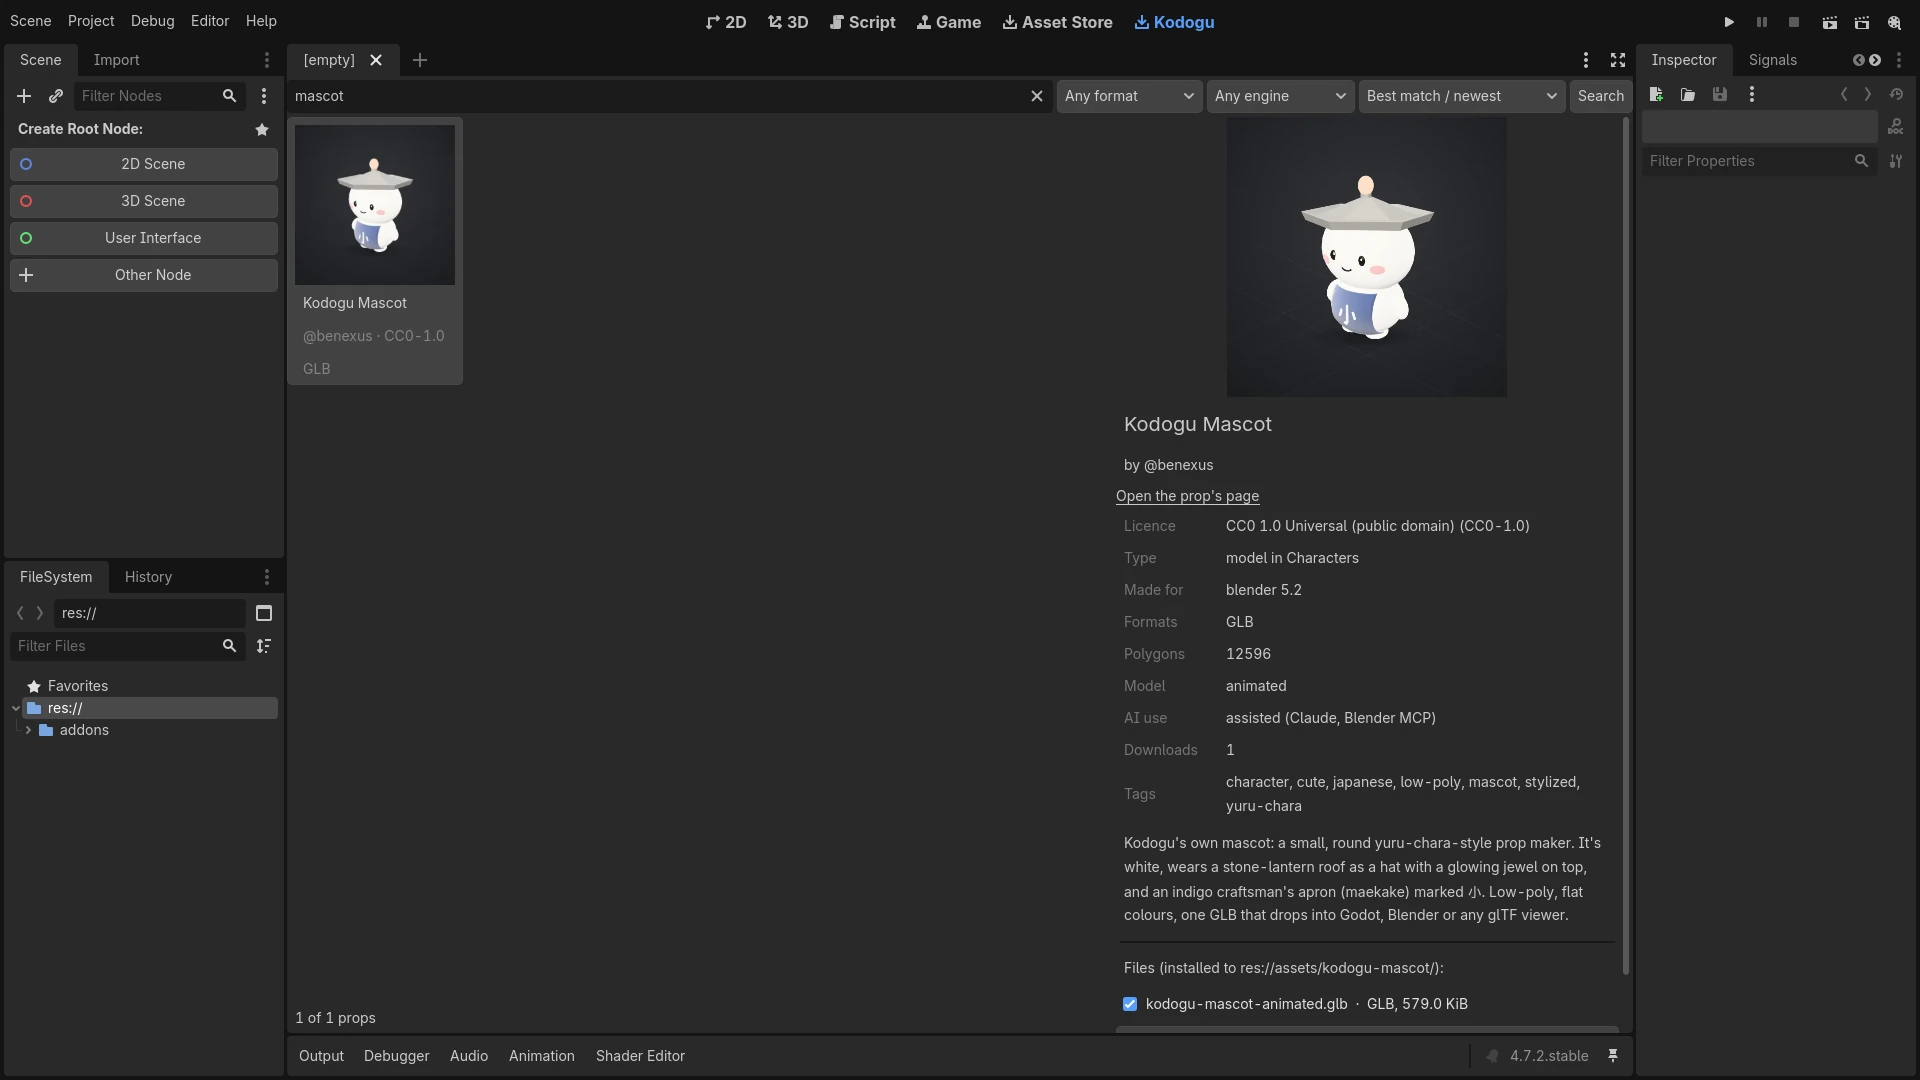 Scene Project Debug Editor Help
2D 3D Script Game Asset Store Kodogu
Scene Import
Filter Nodes
Create Root Node:
2D Scene
3D Scene
User Interface
Other Node
FileSystem History
res://
Filter Files
Favorites
res://
addons
[empty]
mascot
Any format
Any engine
Best match / newest
Search
Kodogu Mascot
@benexus · CC0-1.0
GLB
1 of 1 props
小
Kodogu Mascot
by @benexus
Open the prop's page
Licence CC0 1.0 Universal (public domain) (CC0-1.0)
Type model in Characters
Made for blender 5.2
Formats GLB
Polygons 12596
Model animated
AI use assisted (Claude, Blender MCP)
Downloads 1
Tags character, cute, japanese, low-poly, mascot, stylized,
yuru-chara
Kodogu's own mascot: a small, round yuru-chara-style prop maker. It's
white, wears a stone-lantern roof as a hat with a glowing jewel on top,
and an indigo craftsman's apron (maekake) marked 小. Low-poly, flat
colours, one GLB that drops into Godot, Blender or any glTF viewer.
Files (installed to res://assets/kodogu-mascot/):
kodogu-mascot-animated.glb · GLB, 579.0 KiB
Output Debugger Audio Animation Shader Editor
4.7.2.stable
Inspector Signals
DOC
Filter Properties